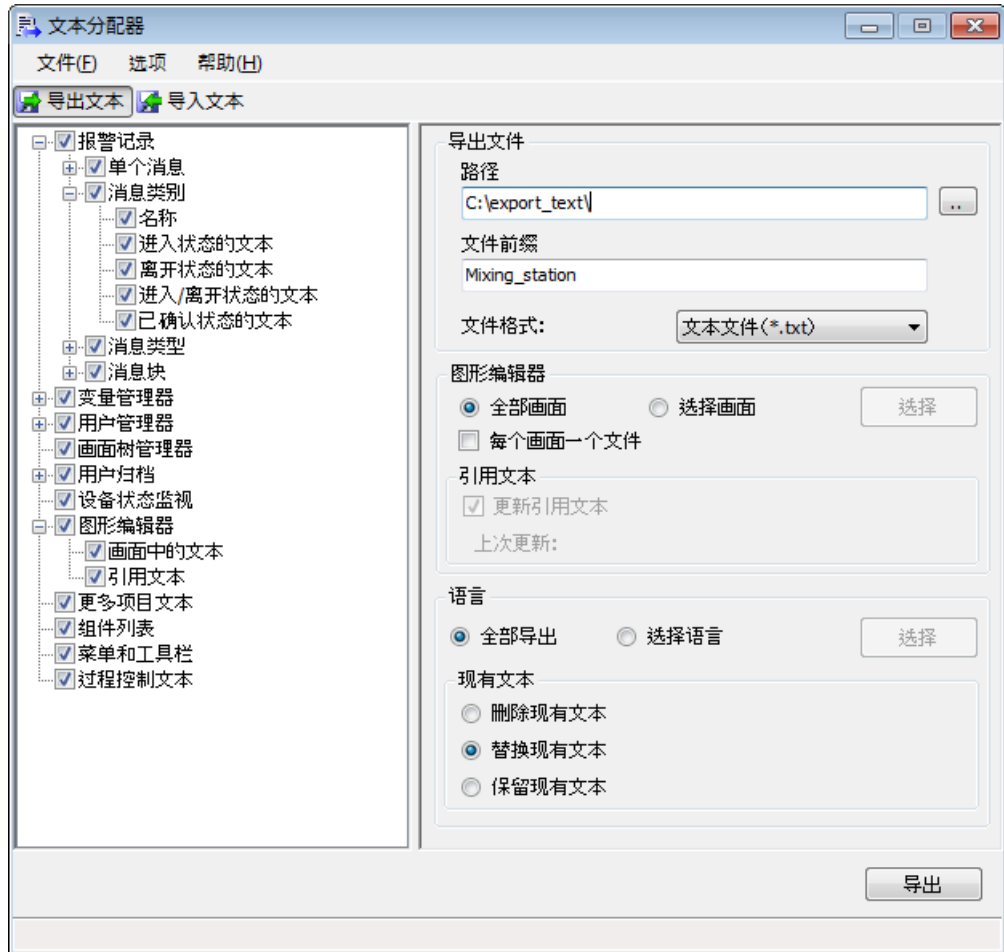 文本分配器
文件(F) 选项 帮助(H)
导出文本 导入文本
报警记录
单个消息
消息类别
名称
进入状态的文本
离开状态的文本
进入/离开状态的文本
已确认状态的文本
消息类型
消息块
变量管理器
用户管理器
画面树管理器
用户归档
设备状态监视
图形编辑器
画面中的文本
引用文本
更多项目文本
组件列表
菜单和工具栏
过程控制文本
导出文件
路径
C:\export_text\
..
文件前缀
Mixing_station
文件格式: 文本文件(*.txt)
图形编辑器
全部画面 选择画面 选择
每个画面一个文件
引用文本
更新引用文本
上次更新:
语言
全部导出 选择语言 选择
现有文本
删除现有文本
替换现有文本
保留现有文本
导出